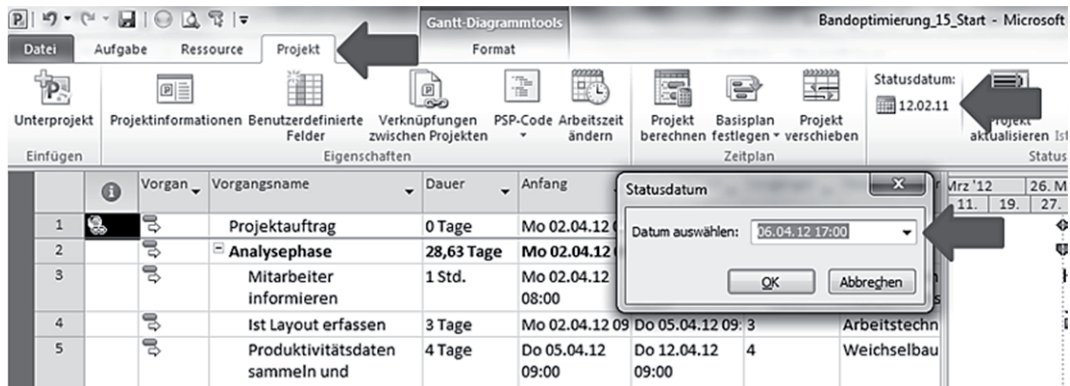 Gantt-Diagrammtools
Bandoptimierung_15_Start - Microsoft
Datei Aufgabe Ressource Projekt Format
Statusdatum:
12.02.11
Unterprojekt Projektinformationen Benutzerdefinierte Felder Verknüpfungen zwischen Projekten PSP-Code Arbeitszeit ändern Projekt berechnen Basisplan festlegen Projekt verschieben Projekt aktualisieren
Einfügen Eigenschaften Zeitplan Status
Vorgan Vorgangsname Dauer Anfang
Mrz '12 26. M
11. 19. 27.
Statusdatum
Datum auswählen: 06.04.12 17:00
OK Abbrechen
1 Projektauftrag 0 Tage Mo 02.04.12
2 Analysephase 28,63 Tage Mo 02.04.12
3 Mitarbeiter informieren 1 Std. Mo 02.04.12 08:00
4 Ist Layout erfassen 3 Tage Mo 02.04.12 09 Do 05.04.12 09: 3 Arbeitstechn
5 Produktivitätsdaten sammeln und 4 Tage Do 05.04.12 09:00 Do 12.04.12 09:00 4 Weichselbau